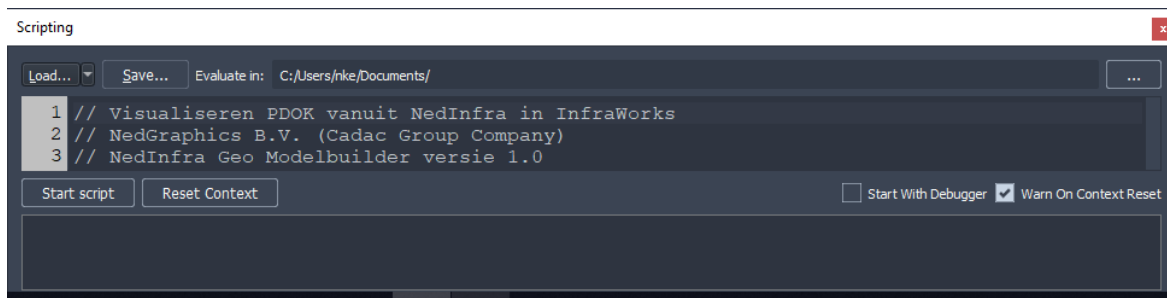 Scripting
x
Load... Save... Evaluate in: C:/Users/nke/Documents/ ...
1 // Visualiseren PDOK vanuit NedInfra in InfraWorks
2 // NedGraphics B.V. (Cadac Group Company)
3 // NedInfra Geo Modelbuilder versie 1.0
Start script Reset Context Start With Debugger Warn On Context Reset